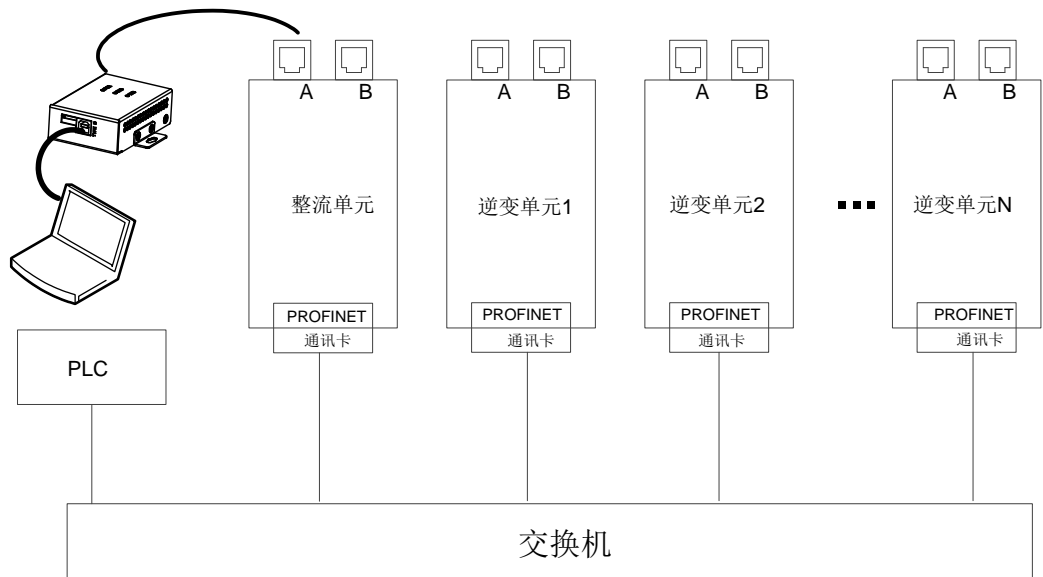 A B A B A B A B
整流单元 逆变单元1 逆变单元2 ... 逆变单元N
PROFINET PROFINET PROFINET PROFINET
通讯卡 通讯卡 通讯卡 通讯卡
PLC
交换机